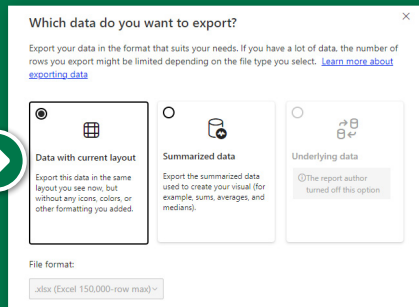 Which data do you want to export?
Export your data in the format that suits your needs. If you have a lot of data, the number of
rows you export might be limited depending on the file type you select. Learn more about
exporting data
Data with current layout
Export this data in the same
layout you see now, but
without any icons, colors, or
other formatting you added.
Summarized data
Export the summarized data
used to create your visual (for
example, sums, averages, and
medians).
Underlying data
The report author
turned off this option
File format:
.xlsx (Excel 150,000-row max)